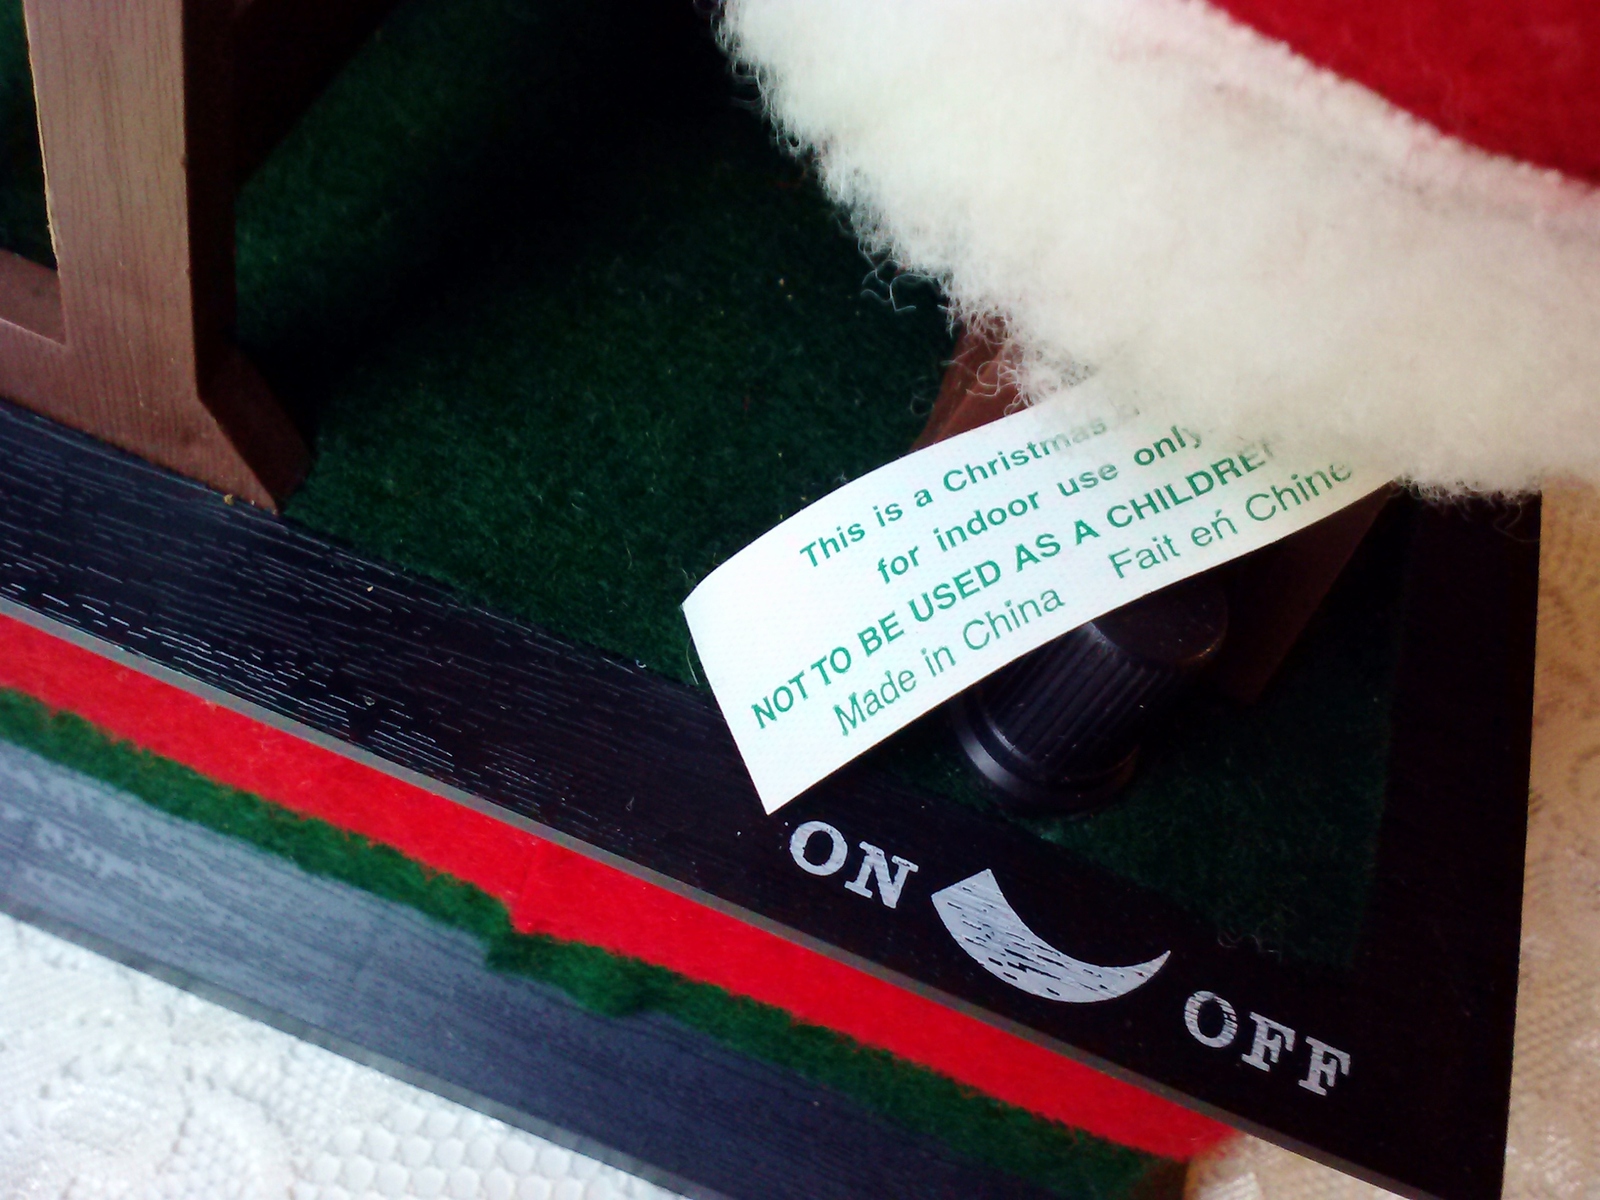 This is a Christmas
for indoor use only.
NOT TO BE USED AS A
Made in China Fait en Chine
ON
OFF